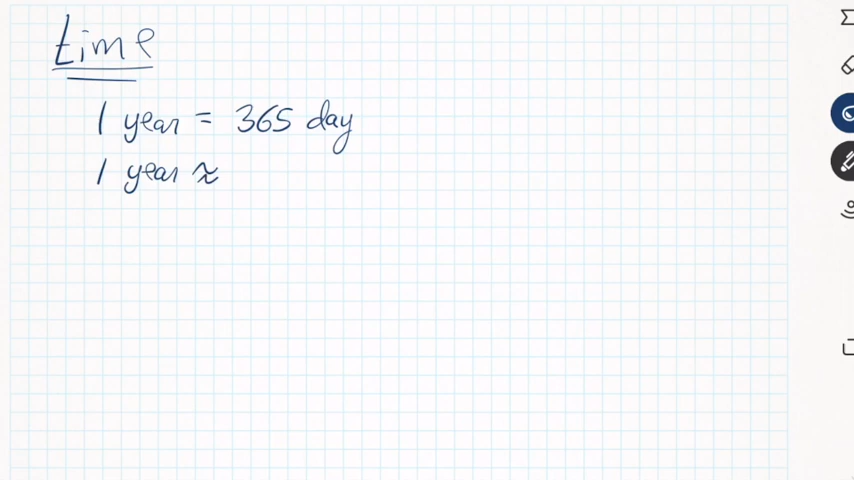 time
1 year = 365 day
1 year ≈